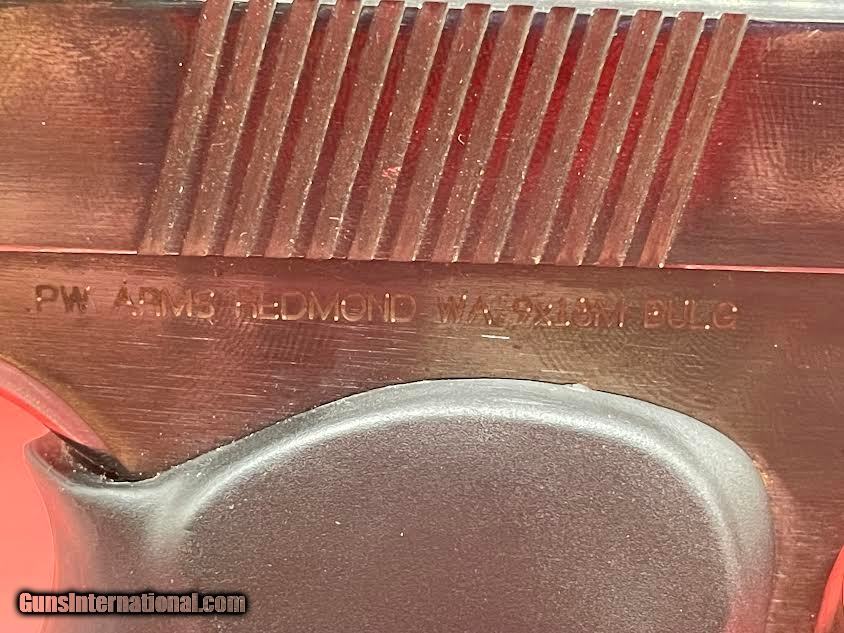 PW ARMS REDMOND WA 9x18M BULG
GunsInternational.com